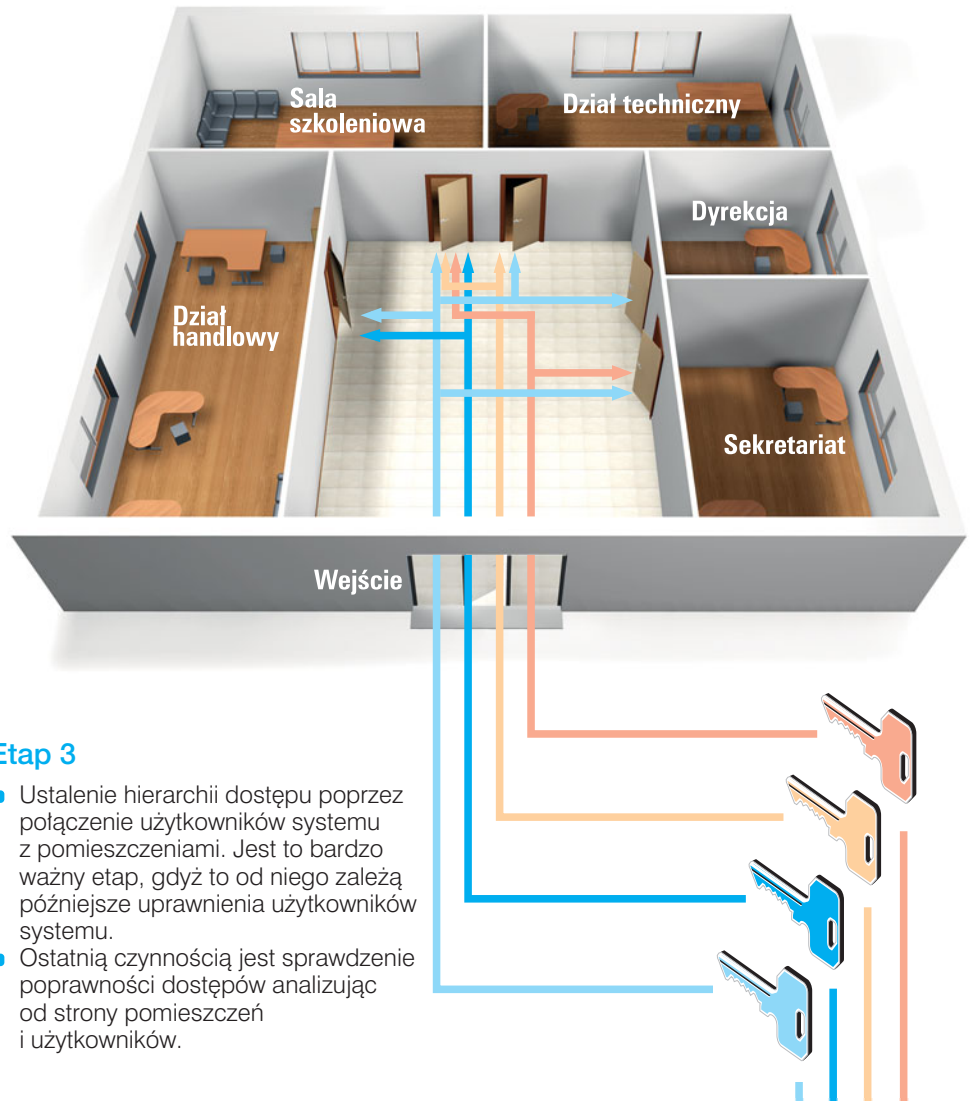 Sala
szkoleniowa
Dział techniczny
Dyrekcja
Dział
handlowy
Sekretariat
Wejście
Etap 3
Ustalenie hierarchii dostępu poprzez
połączenie użytkowników systemu
z pomieszczeniami. Jest to bardzo
ważny etap, gdyż to od niego zależą
późniejsze uprawnienia użytkowników
systemu.
Ostatnią czynnością jest sprawdzenie
poprawności dostępów analizując
od strony pomieszczeń
i użytkowników.